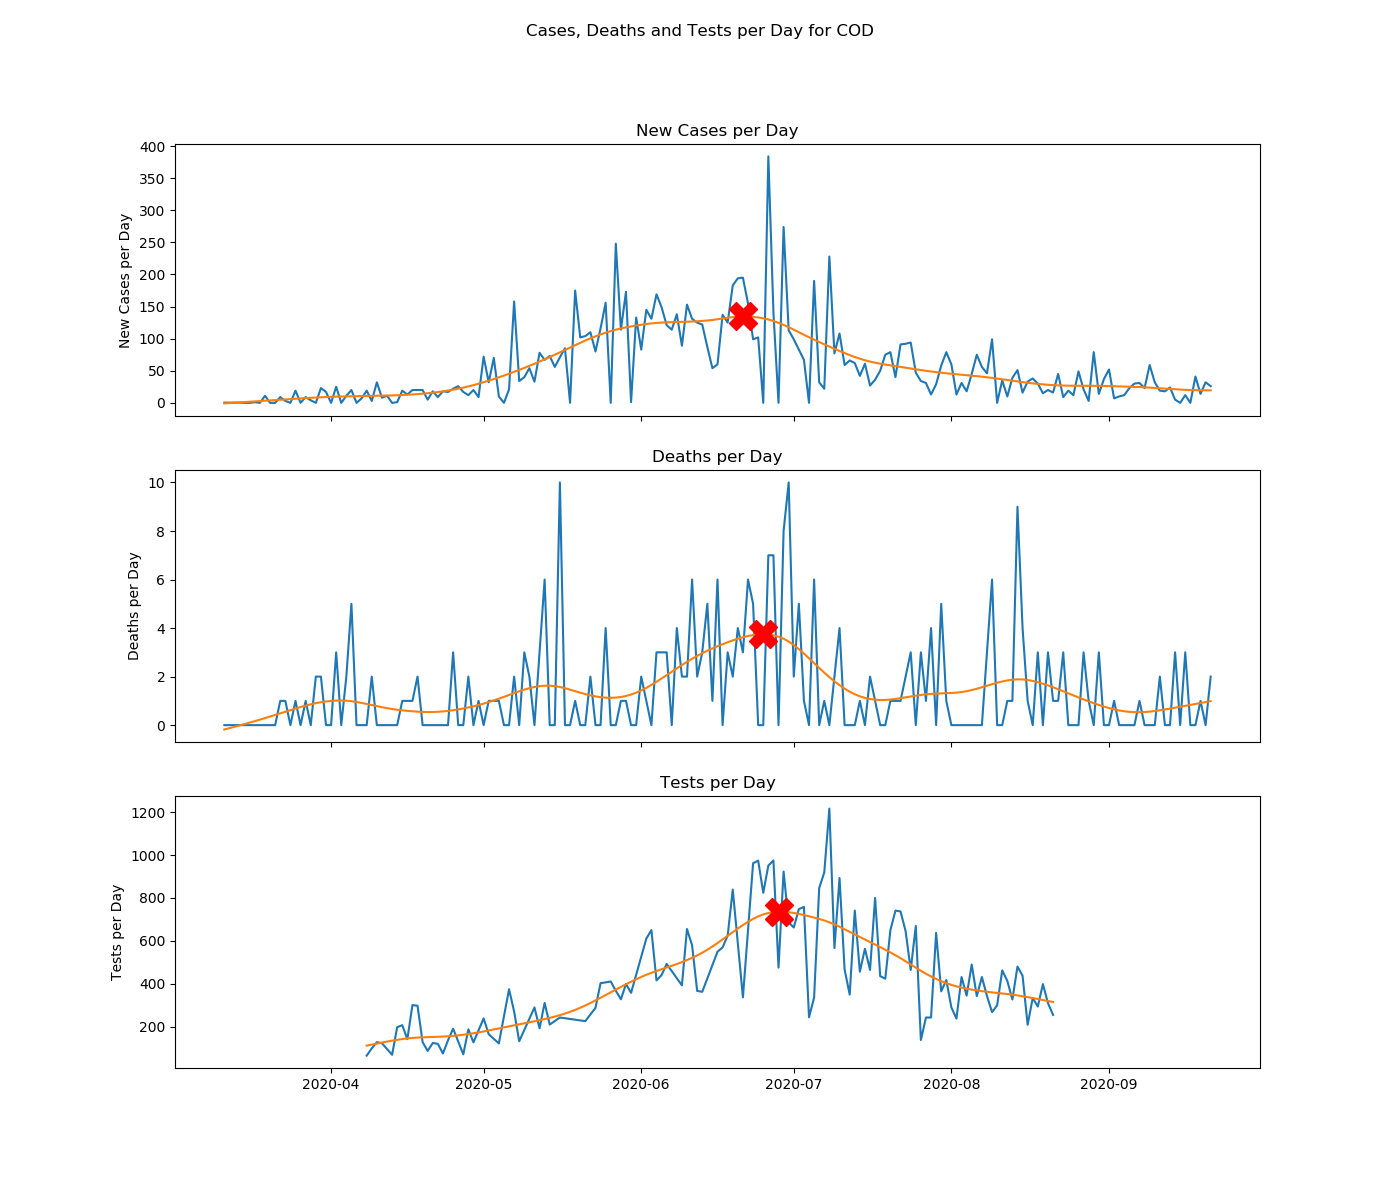 Cases, Deaths and Tests per Day for COD
New Cases per Day
New Cases per Day
400
350
300
250
200
150
100
50
0
Deaths per Day
Deaths per Day
10
8
6
4
2
0
Tests per Day
Tests per Day
1200
1000
800
600
400
200
2020-04 2020-05 2020-06 2020-07 2020-08 2020-09